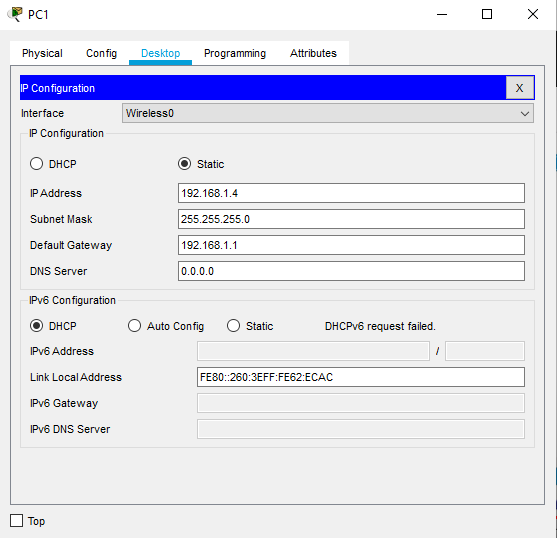 PC1
Physical Config Desktop Programming Attributes
IP Configuration X
Interface Wireless0
IP Configuration
DHCP Static
IP Address 192.168.1.4
Subnet Mask 255.255.255.0
Default Gateway 192.168.1.1
DNS Server 0.0.0.0
IPv6 Configuration
DHCP Auto Config Static DHCPv6 request failed.
IPv6 Address /
Link Local Address FE80::260:3EFF:FE62:ECAC
IPv6 Gateway
IPv6 DNS Server
Top